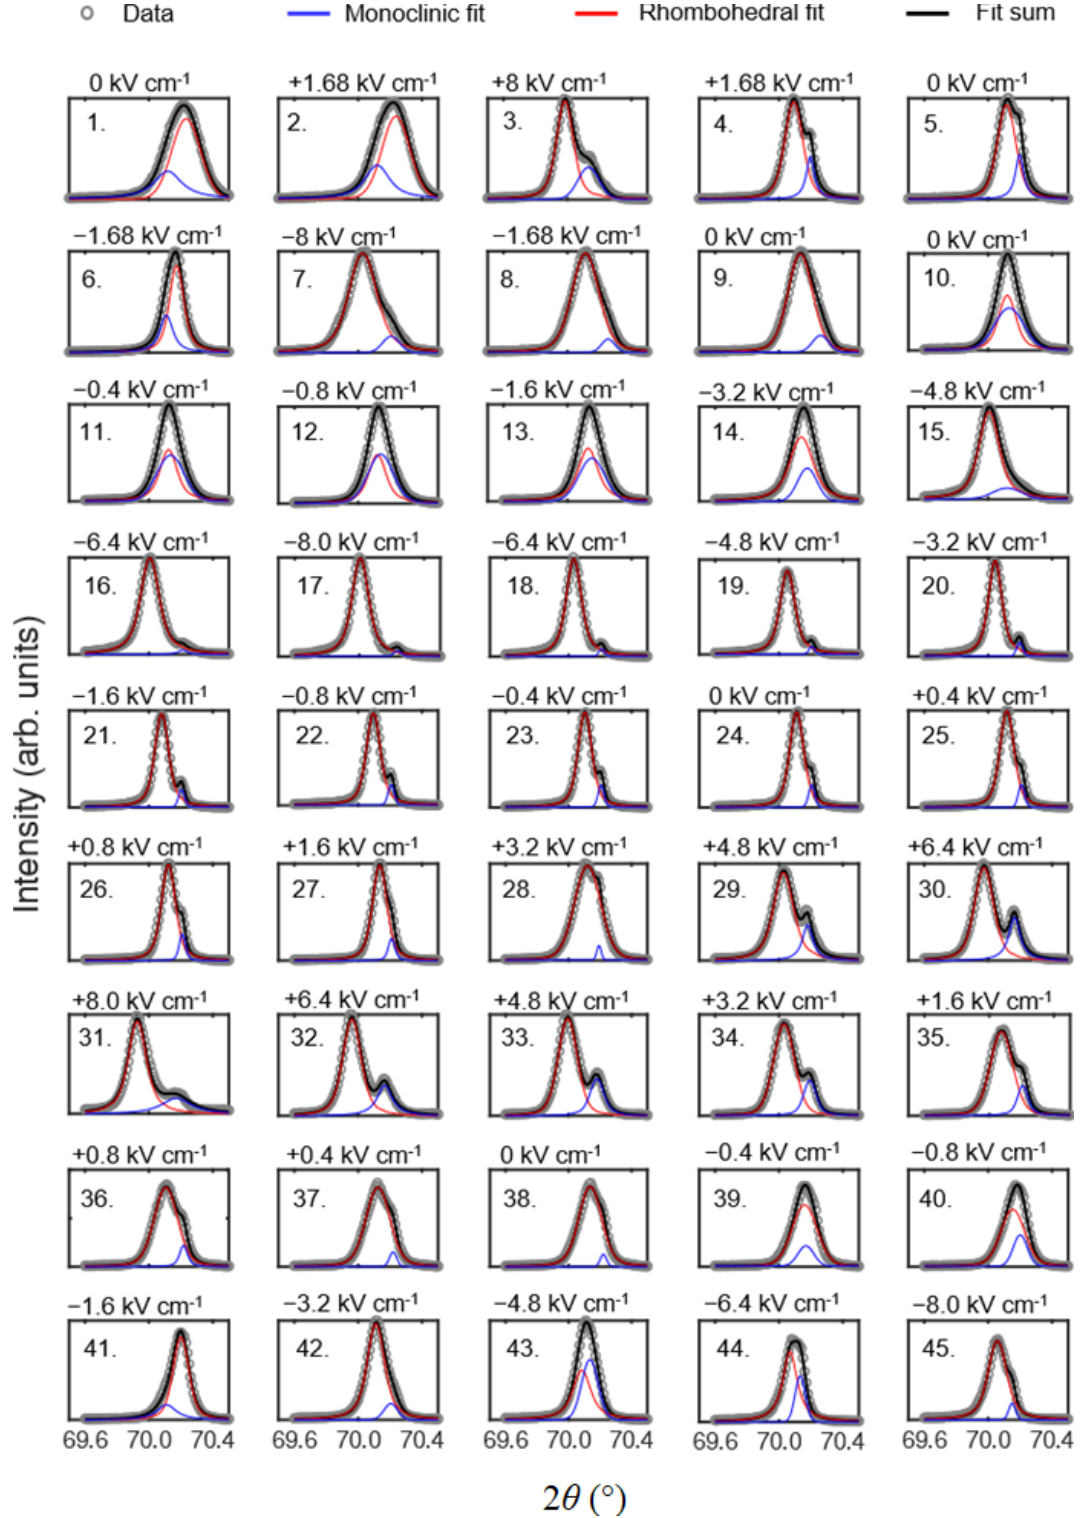 Data Monoclinic fit Rhombohedral fit Fit sum
0 kV cm⁻¹ +1.68 kV cm⁻¹ +8 kV cm⁻¹ +1.68 kV cm⁻¹ 0 kV cm⁻¹
1. 2. 3. 4. 5.
−1.68 kV cm⁻¹ −8 kV cm⁻¹ −1.68 kV cm⁻¹ 0 kV cm⁻¹ 0 kV cm⁻¹
6. 7. 8. 9. 10.
−0.4 kV cm⁻¹ −0.8 kV cm⁻¹ −1.6 kV cm⁻¹ −3.2 kV cm⁻¹ −4.8 kV cm⁻¹
11. 12. 13. 14. 15.
−6.4 kV cm⁻¹ −8.0 kV cm⁻¹ −6.4 kV cm⁻¹ −4.8 kV cm⁻¹ −3.2 kV cm⁻¹
16. 17. 18. 19. 20.
−1.6 kV cm⁻¹ −0.8 kV cm⁻¹ −0.4 kV cm⁻¹ 0 kV cm⁻¹ +0.4 kV cm⁻¹
21. 22. 23. 24. 25.
+0.8 kV cm⁻¹ +1.6 kV cm⁻¹ +3.2 kV cm⁻¹ +4.8 kV cm⁻¹ +6.4 kV cm⁻¹
26. 27. 28. 29. 30.
+8.0 kV cm⁻¹ +6.4 kV cm⁻¹ +4.8 kV cm⁻¹ +3.2 kV cm⁻¹ +1.6 kV cm⁻¹
31. 32. 33. 34. 35.
+0.8 kV cm⁻¹ +0.4 kV cm⁻¹ 0 kV cm⁻¹ −0.4 kV cm⁻¹ −0.8 kV cm⁻¹
36. 37. 38. 39. 40.
−1.6 kV cm⁻¹ −3.2 kV cm⁻¹ −4.8 kV cm⁻¹ −6.4 kV cm⁻¹ −8.0 kV cm⁻¹
41. 42. 43. 44. 45.
69.6 70.0 70.4 69.6 70.0 70.4 69.6 70.0 70.4 69.6 70.0 70.4 69.6 70.0 70.4
Intensity (arb. units)
2θ (°)